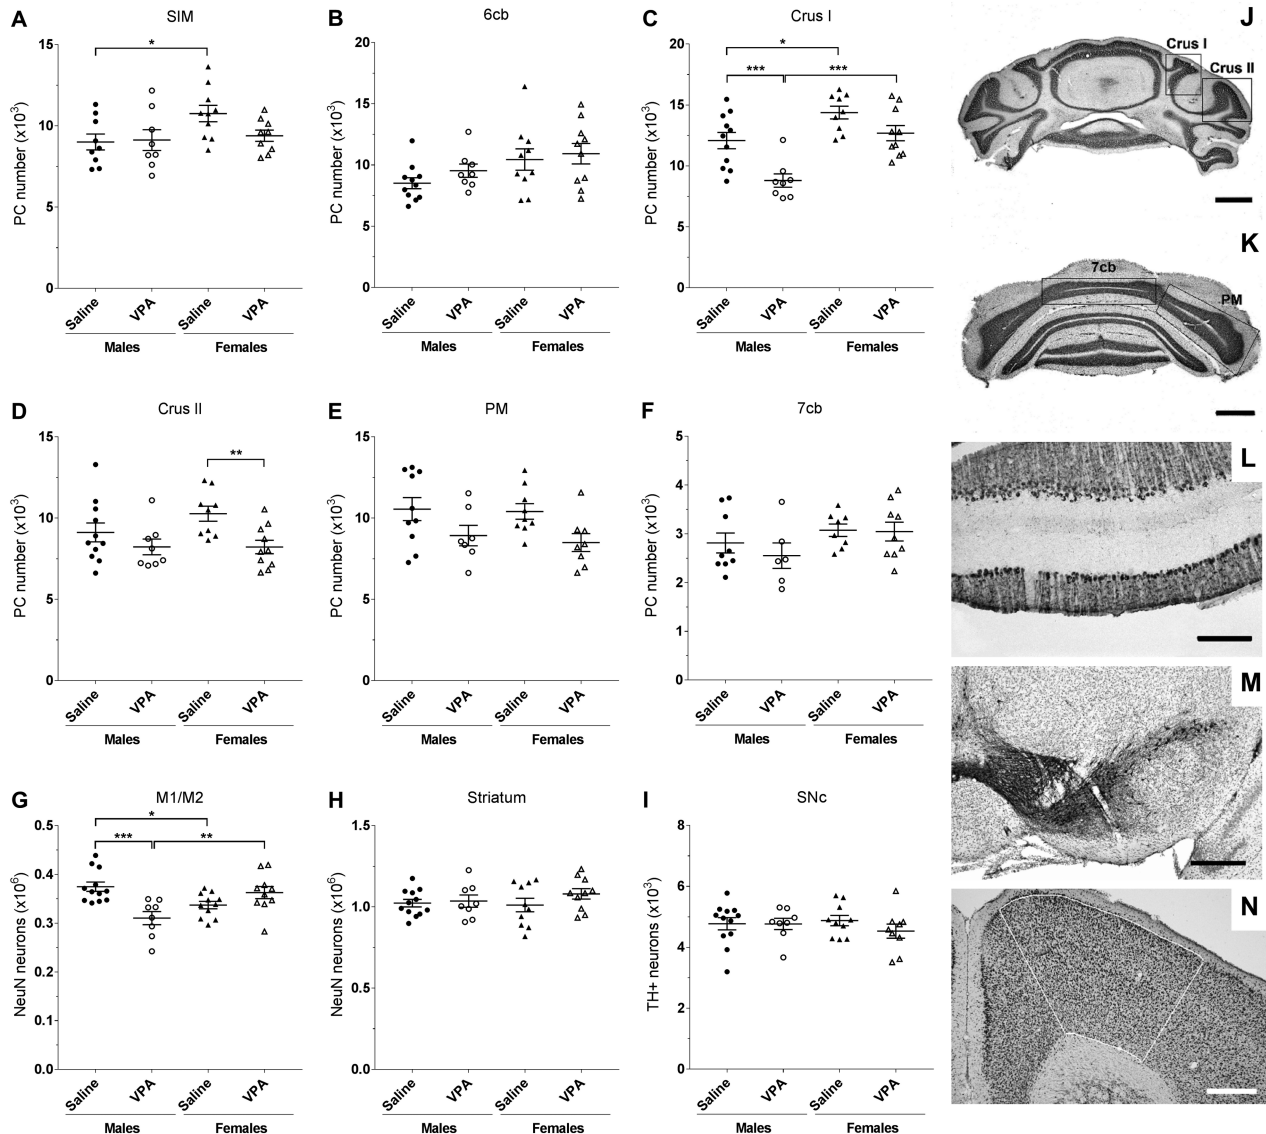 A
SIM
PC number (x10³)
15
10
5
0
*
Saline
VPA
Saline
VPA
Males
Females
B
6cb
PC number (x10³)
20
15
10
5
0
Saline
VPA
Saline
VPA
Males
Females
C
Crus I
PC number (x10³)
20
15
10
5
0
*
***
***
Saline
VPA
Saline
VPA
Males
Females
J
Crus I
Crus II
K
7cb
PM
D
Crus II
PC number (x10³)
15
10
5
0
**
Saline
VPA
Saline
VPA
Males
Females
E
PM
PC number (x10³)
15
10
5
0
Saline
VPA
Saline
VPA
Males
Females
F
7cb
PC number (x10³)
5
4
3
2
1
0
Saline
VPA
Saline
VPA
Males
Females
L
M
G
M1/M2
NeuN neurons (x10⁶)
0.5
0.4
0.3
0.2
0.1
0.0
*
***
**
Saline
VPA
Saline
VPA
Males
Females
H
Striatum
NeuN neurons (x10⁶)
1.5
1.0
0.5
0.0
Saline
VPA
Saline
VPA
Males
Females
I
SNc
TH+ neurons (x10³)
8
6
4
2
0
Saline
VPA
Saline
VPA
Males
Females
N